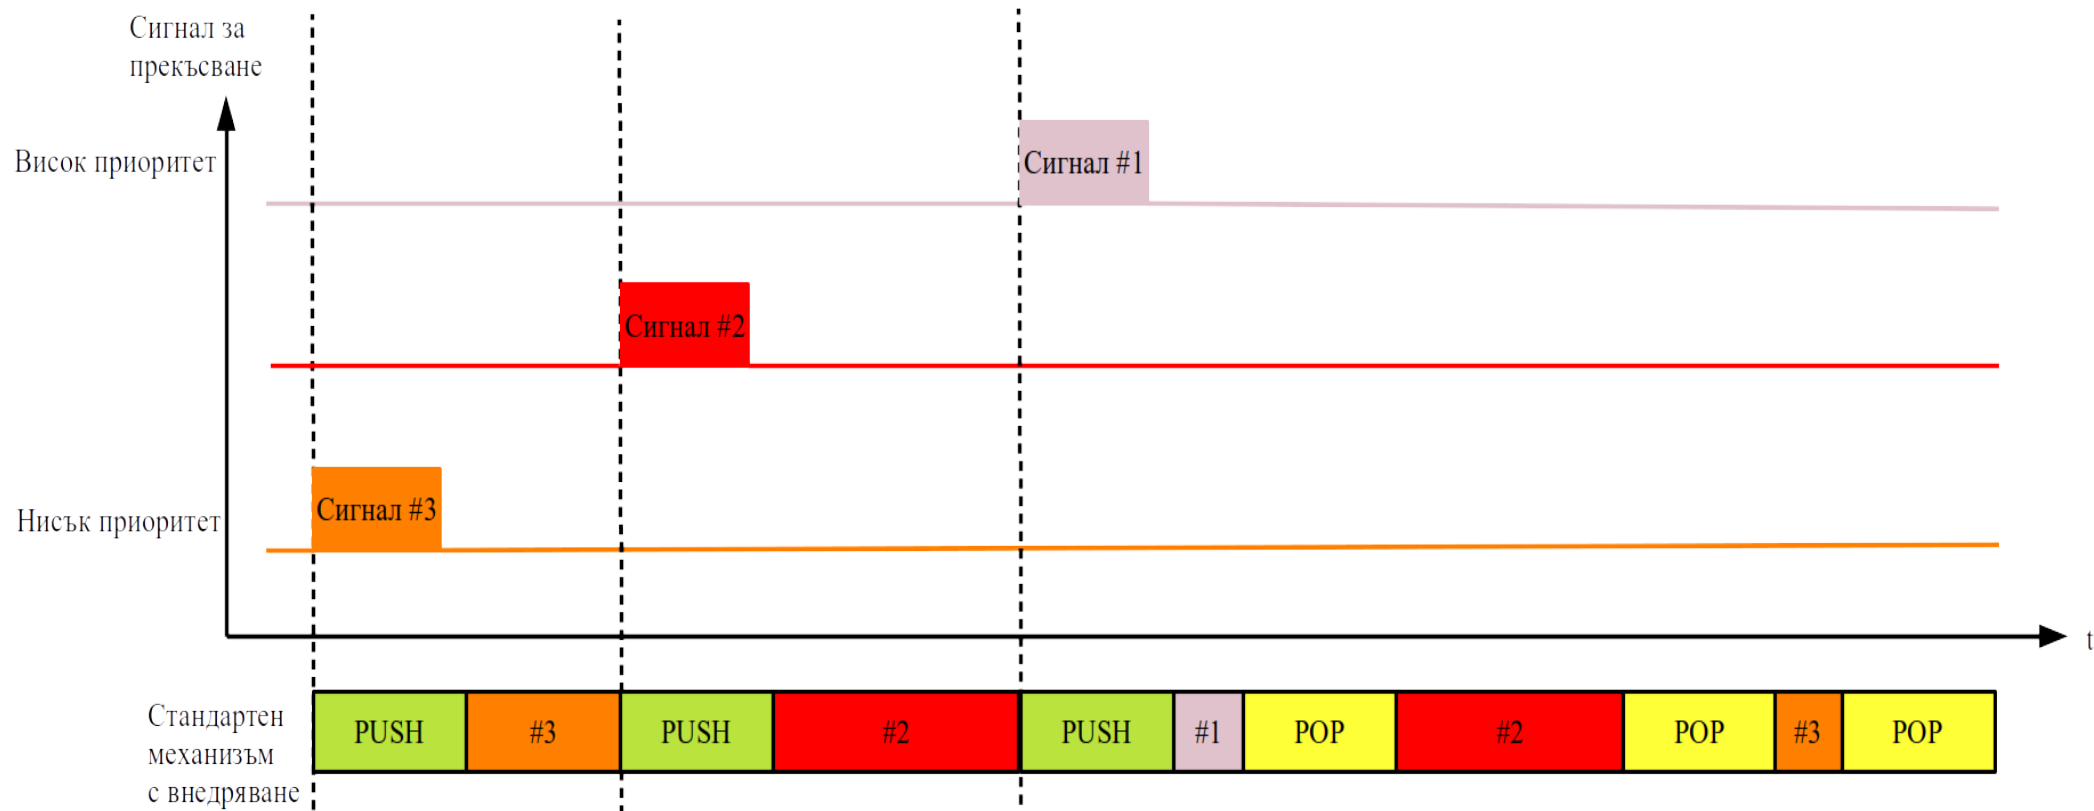 Сигнал за
прекъсване
Висок приоритет
Сигнал #1
Сигнал #2
Нисък приоритет
Сигнал #3
t
Стандартен
механизъм
с внедряване
PUSH #3 PUSH #2 PUSH #1 POP #2 POP #3 POP